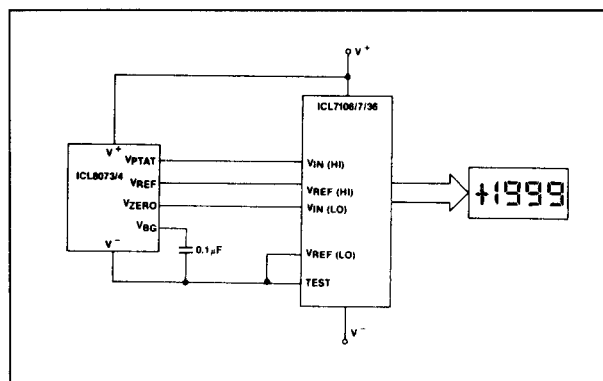 V+
ICL7106/7/36
V+
ICL8073/4
VPTAT
VIN (HI)
VREF
VREF (HI)
VZERO
VIN (LO)
VBG
V−
0.1µF
VREF (LO)
TEST
V−
+1999